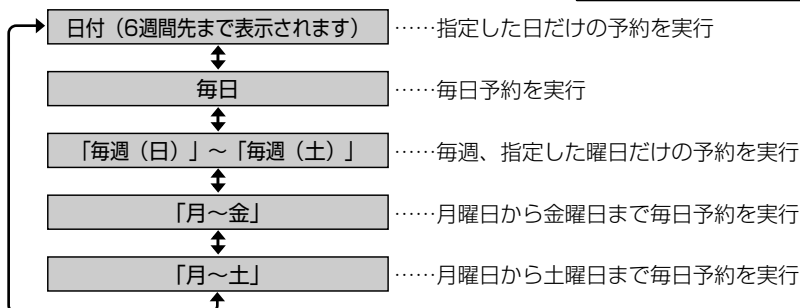 日付（6週間先まで表示されます）……指定した日だけの予約を実行
毎日……毎日予約を実行
「毎週（日）」～「毎週（土）」……毎週、指定した曜日だけの予約を実行
「月～金」……月曜日から金曜日まで毎日予約を実行
「月～土」……月曜日から土曜日まで毎日予約を実行